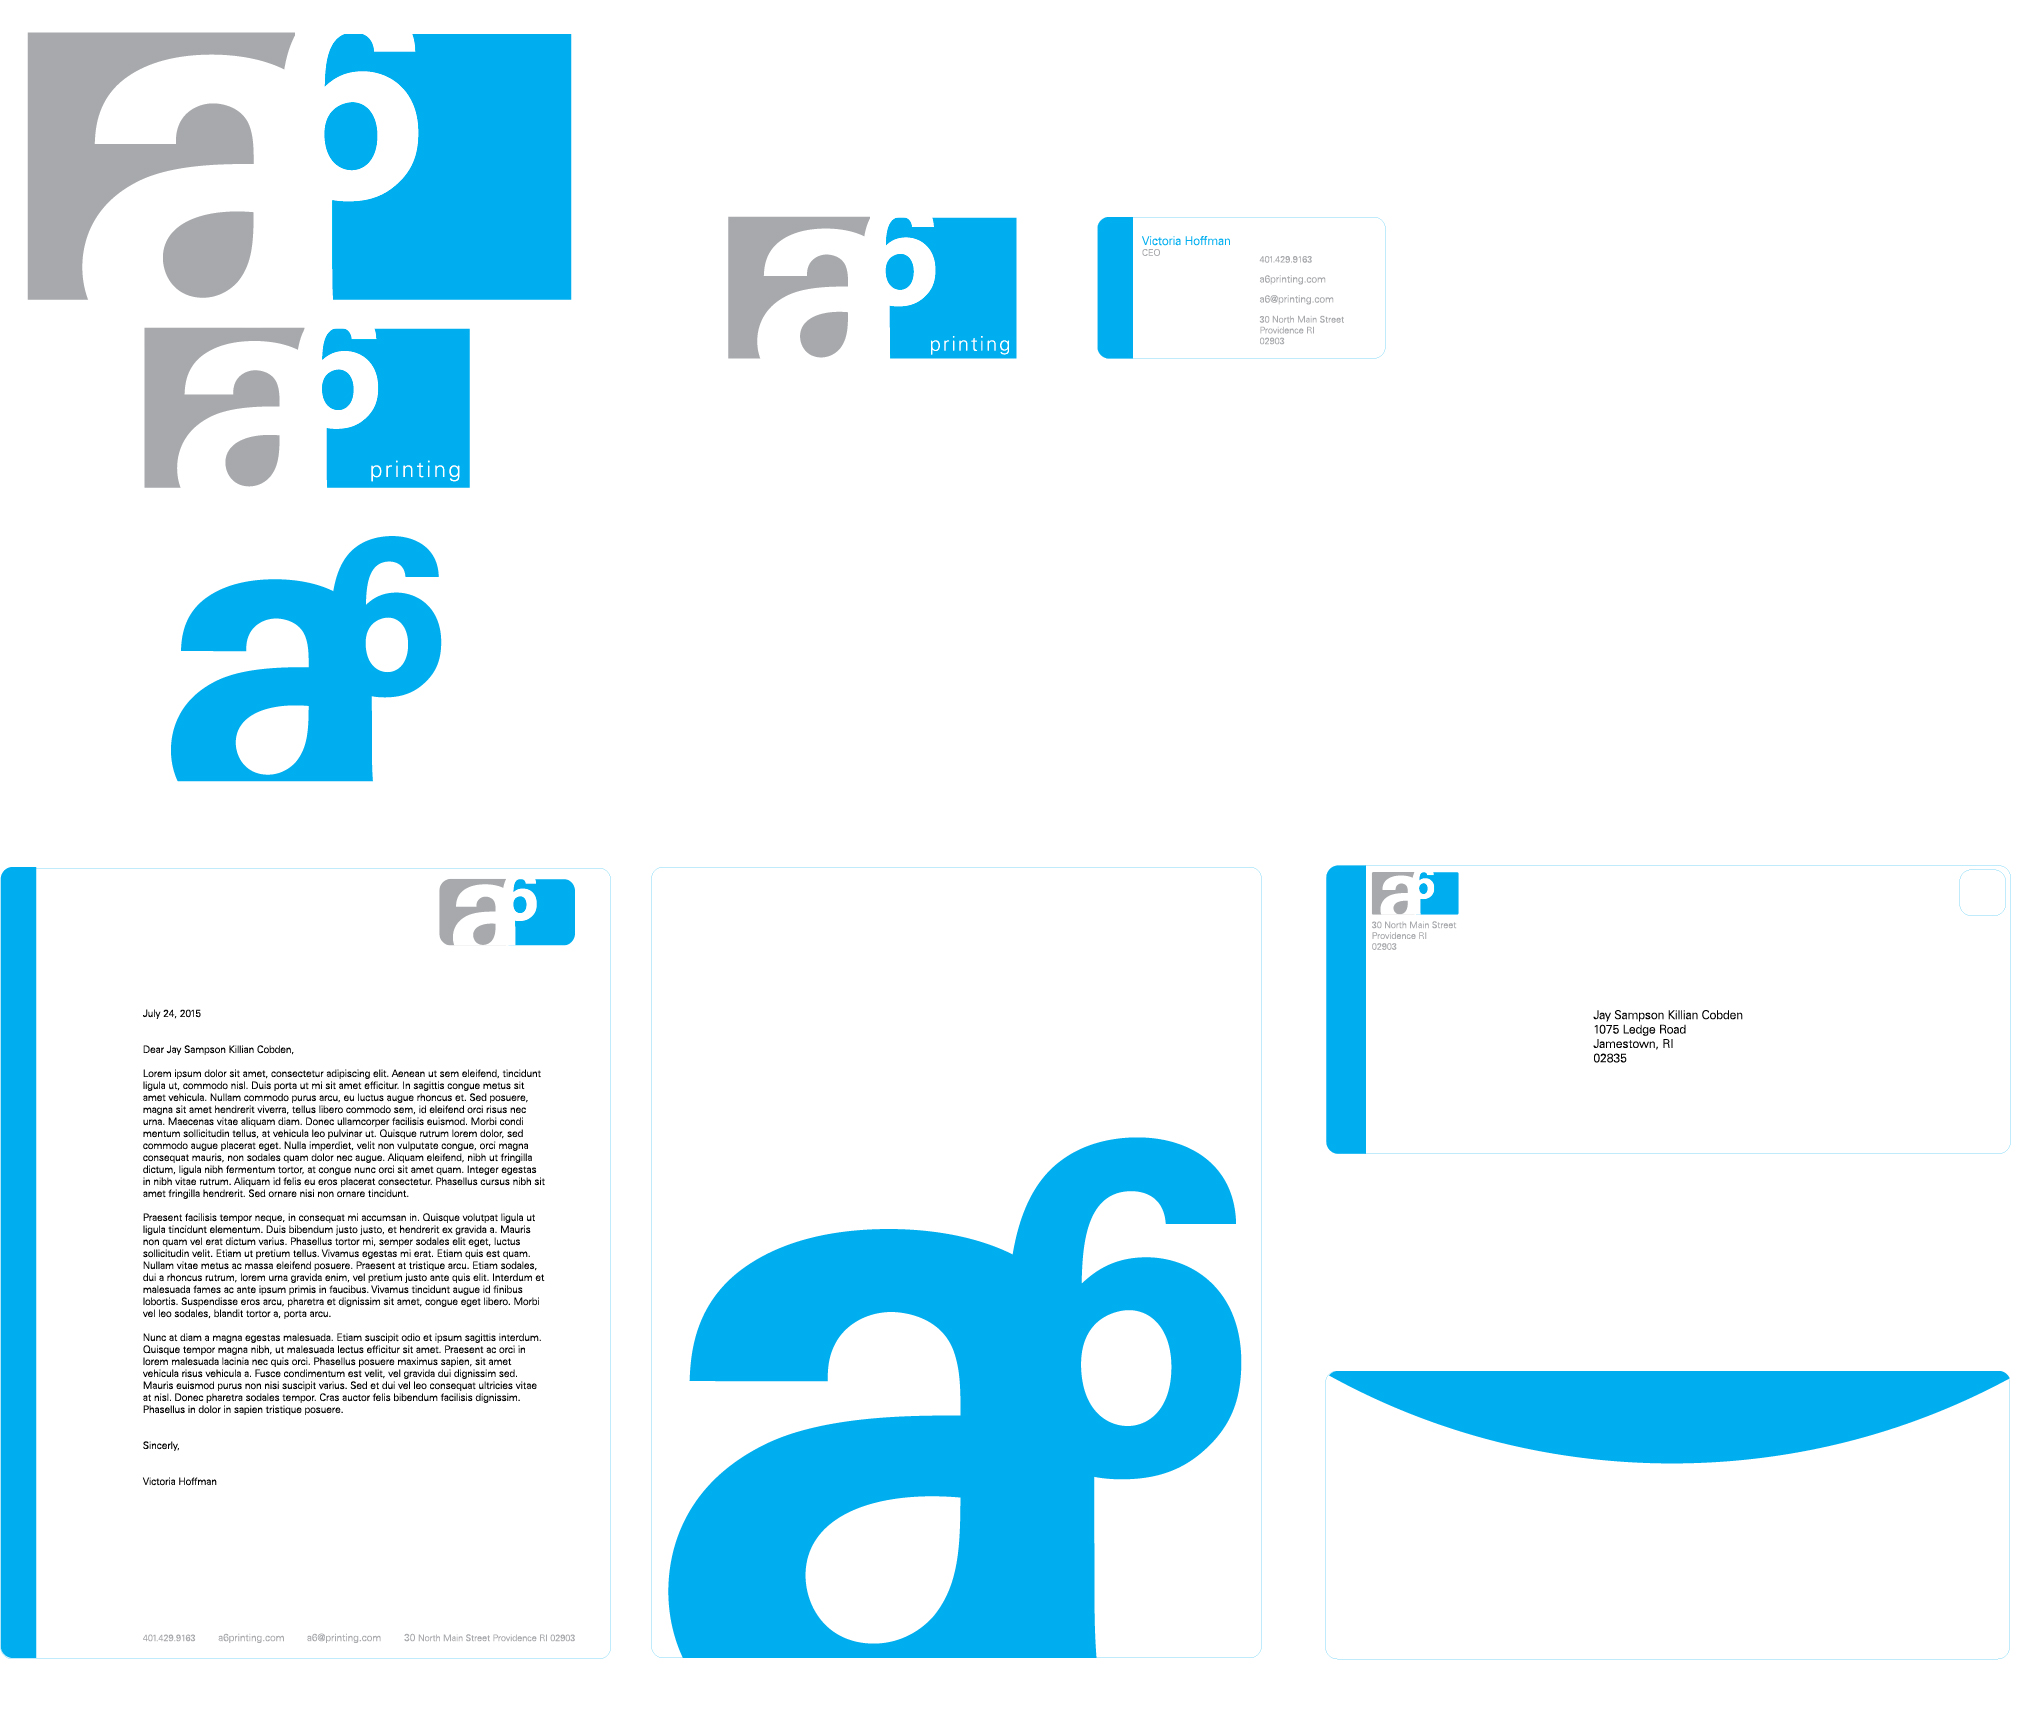 a6
a6
printing
a6
printing
Victoria Hoffman
CEO
401.429.9163
a6printing.com
a6@printing.com
30 North Main Street
Providence RI
02903
a6
a6
July 24, 2015
Dear Jay Sampson Killian Cobden,
Lorem ipsum dolor sit amet, consectetur adipiscing elit. Aenean ut sem eleifend, tincidunt
ligula ut, commodo nisl. Duis porta ut mi sit amet efficitur. In sagittis congue metus sit
amet vehicula. Nullam commodo purus arcu, eu luctus augue rhoncus et. Sed posuere,
magna sit amet hendrerit viverra, tellus libero commodo sem, id eleifend orci risus nec
urna. Maecenas vitae aliquam diam. Donec ullamcorper facilisis euismod. Morbi condi
mentum sollicitudin tellus, at vehicula leo pulvinar ut. Quisque rutrum lorem dolor, sed
commodo augue placerat eget. Nulla imperdiet, velit non vulputate congue, orci magna
consequat mauris, non sodales quam dolor nec augue. Aliquam eleifend, nibh ut fringilla
dictum, ligula nibh fermentum tortor, at congue nunc orci sit amet quam. Integer egestas
in nibh vitae rutrum. Aliquam id felis eu eros placerat consectetur. Phasellus cursus nibh sit
amet fringilla hendrerit. Sed ornare nisi non ornare tincidunt.
Praesent facilisis tempor neque, in consequat mi accumsan in. Quisque volutpat ligula ut
ligula tincidunt elementum. Duis bibendum justo justo, et hendrerit ex gravida a. Mauris
non quam vel erat dictum varius. Phasellus tortor mi, semper sodales elit eget, luctus
sollicitudin velit. Etiam ut pretium tellus. Vivamus egestas mi erat. Etiam quis est quam.
Nullam vitae metus ac massa eleifend posuere. Praesent at tristique arcu. Etiam sodales,
dui a rhoncus rutrum, lorem urna gravida enim, vel pretium justo ante quis elit. Interdum et
malesuada fames ac ante ipsum primis in faucibus. Vivamus tincidunt augue id finibus
lobortis. Suspendisse eros arcu, pharetra et dignissim sit amet, congue eget libero. Morbi
vel leo sodales, blandit tortor a, porta arcu.
Nunc at diam a magna egestas malesuada. Etiam suscipit odio et ipsum sagittis interdum.
Quisque tempor magna nibh, ut malesuada lectus efficitur sit amet. Praesent ac orci in
lorem malesuada lacinia nec quis orci. Phasellus posuere maximus sapien, sit amet
vehicula risus vehicula a. Fusce condimentum est velit, vel gravida dui dignissim sed.
Mauris euismod purus non nisi suscipit varius. Sed et dui vel leo consequat ultricies vitae
at nisl. Donec pharetra sodales tempor. Cras auctor felis bibendum facilisis dignissim.
Phasellus in dolor in sapien tristique posuere.
Sincerly,
Victoria Hoffman
401.429.9163 a6printing.com a6@printing.com 30 North Main Street Providence RI 02903
a6
a6
30 North Main Street
Providence RI
02903
Jay Sampson Killian Cobden
1075 Ledge Road
Jamestown, RI
02835